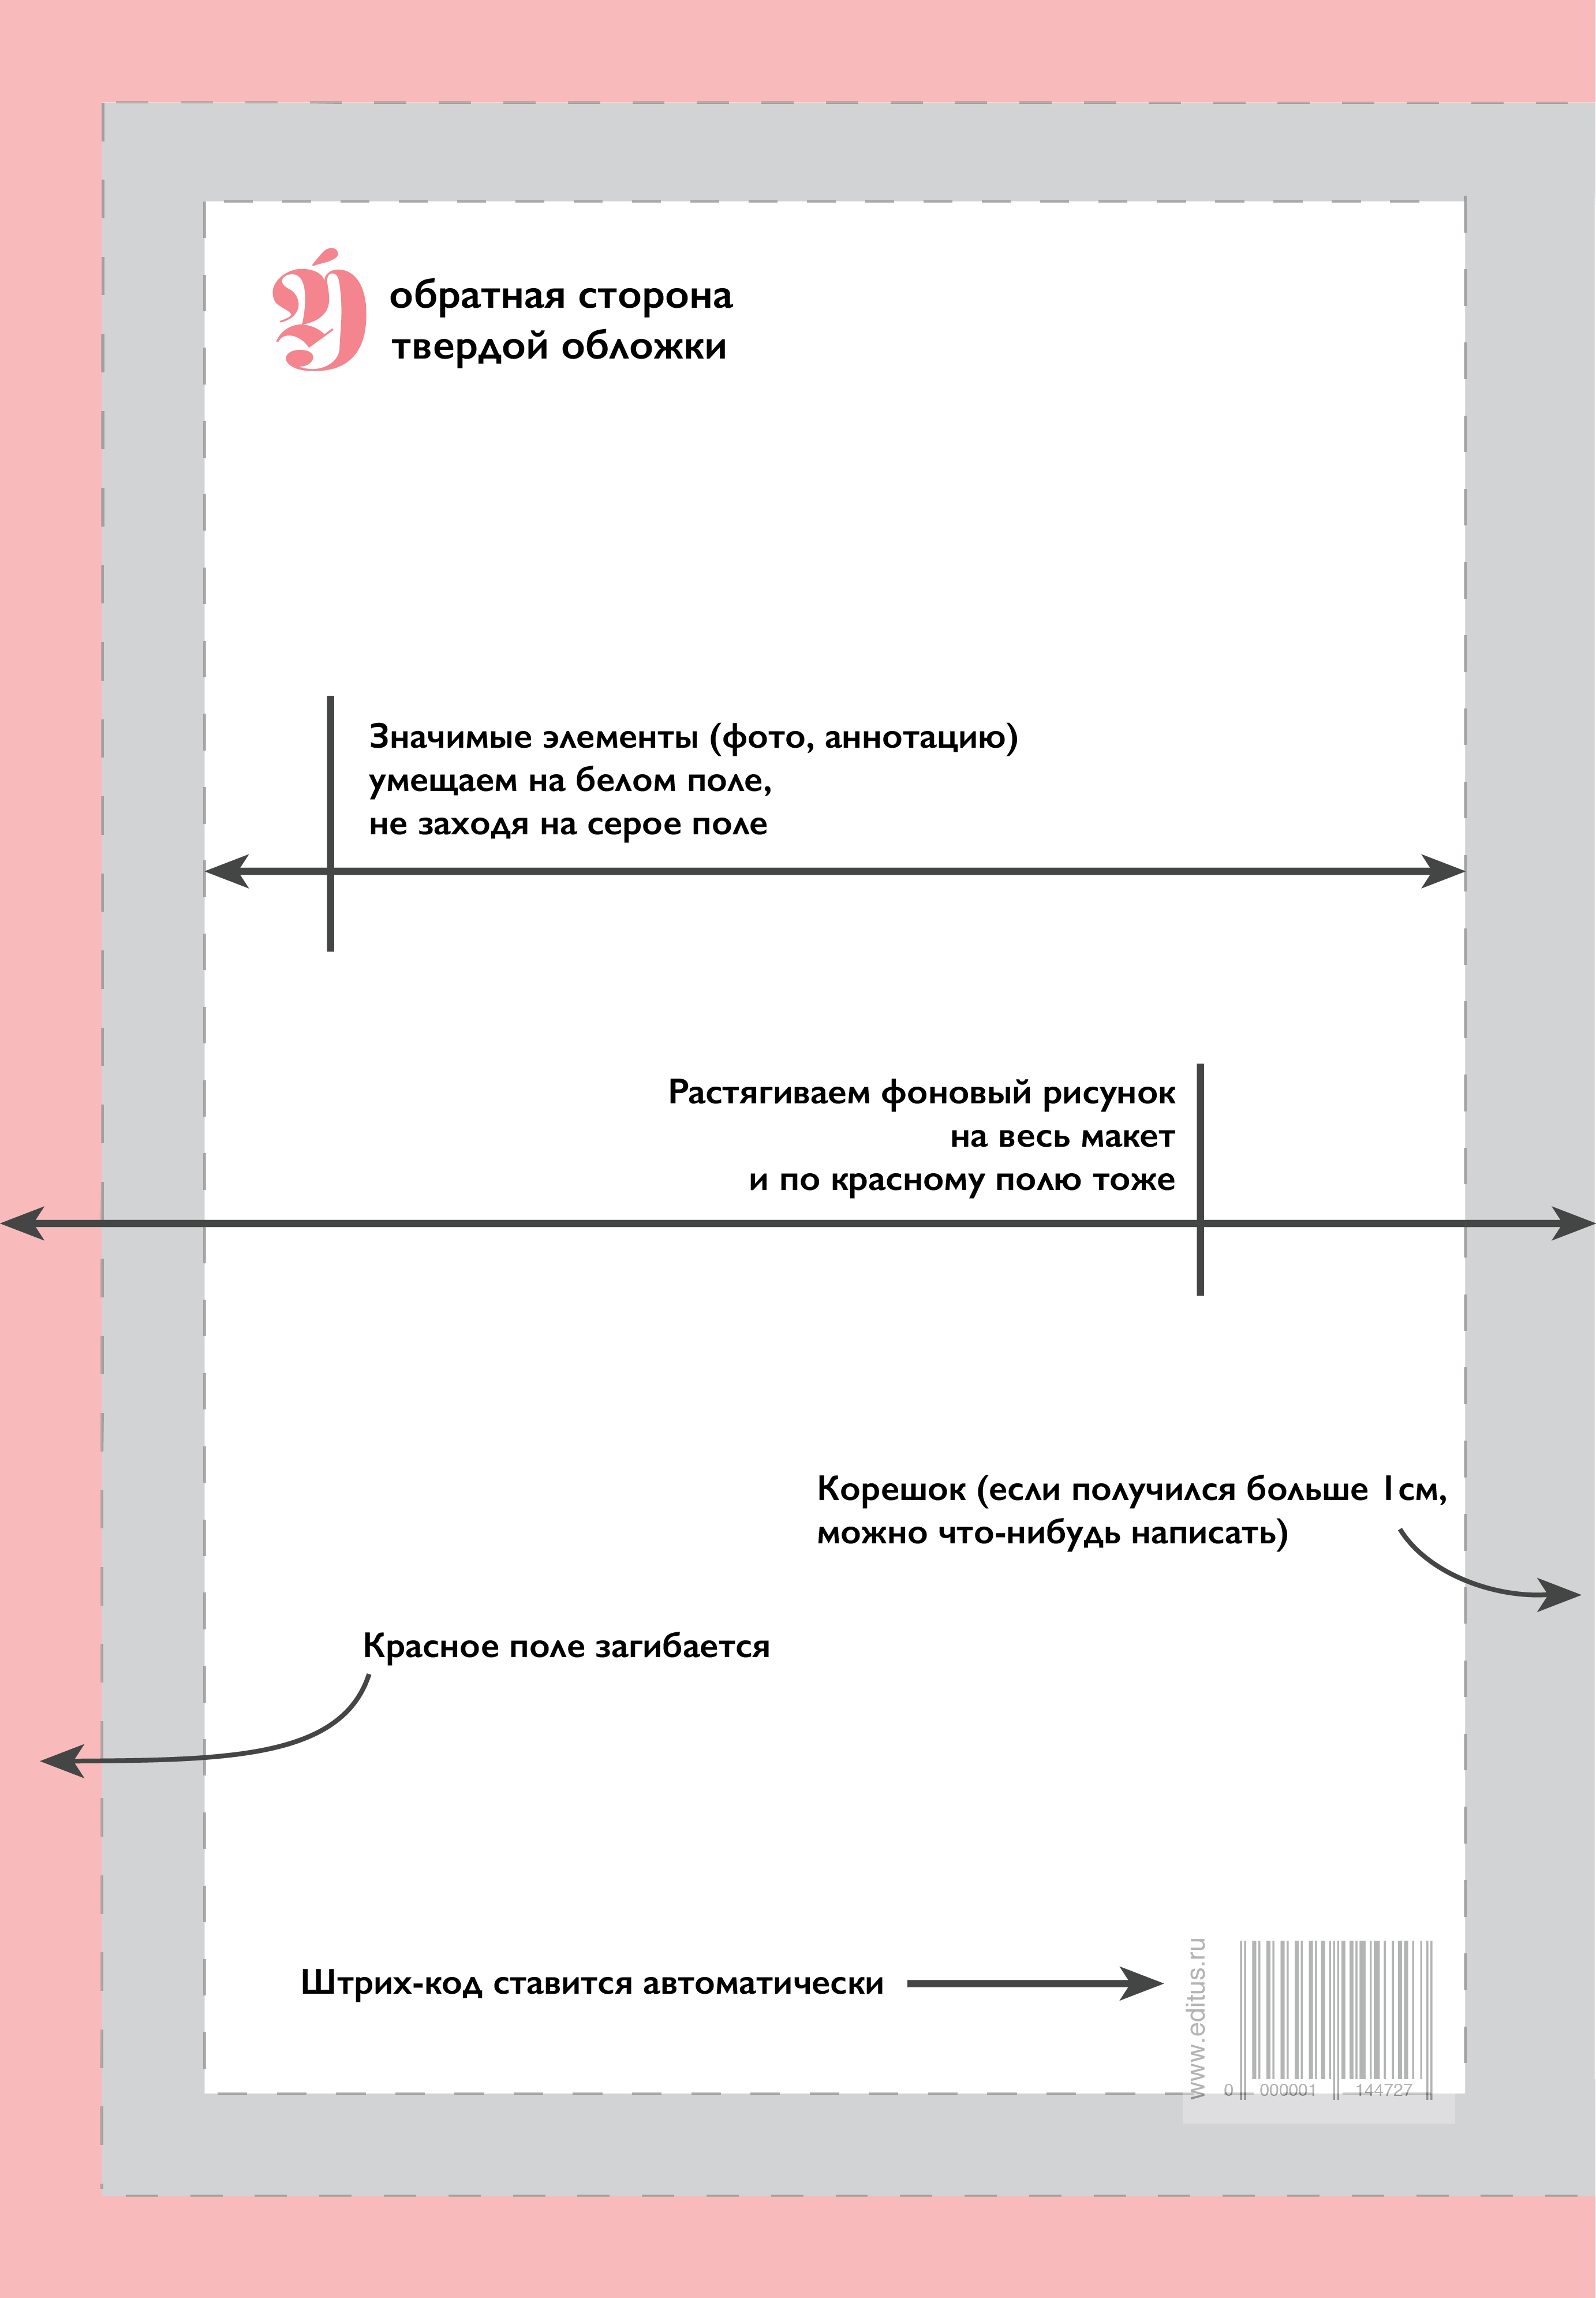 обратная сторона
твердой обложки
Значимые элементы (фото, аннотацию)
умещаем на белом поле,
не заходя на серое поле
Растягиваем фоновый рисунок
на весь макет
и по красному полю тоже
Корешок (если получился больше 1см,
можно что-нибудь написать)
Красное поле загибается
Штрих-код ставится автоматически
www.editus.ru
0 000001 144727